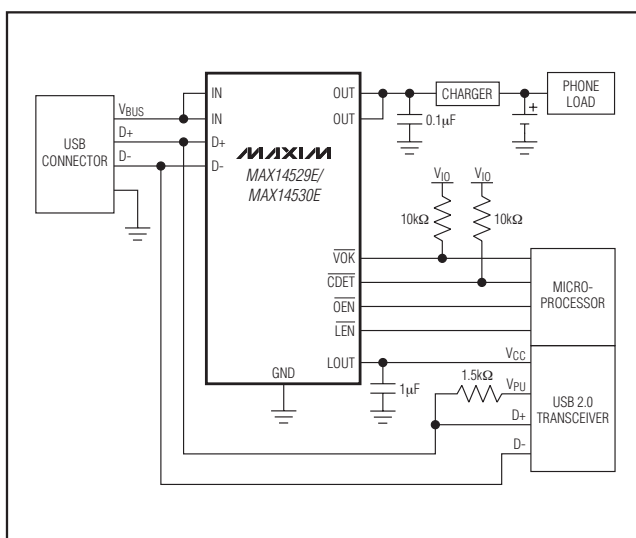 USB
CONNECTOR
VBUS
D+
D-
IN
IN
D+
D-
MAXIM
MAX14529E/
MAX14530E
GND
OUT
OUT
VOK
CDET
OEN
LEN
LOUT
0.1µF
CHARGER
+
PHONE
LOAD
VIO
VIO
10kΩ
10kΩ
MICRO-
PROCESSOR
1µF
1.5kΩ
VCC
VPU
D+
D-
USB 2.0
TRANSCEIVER